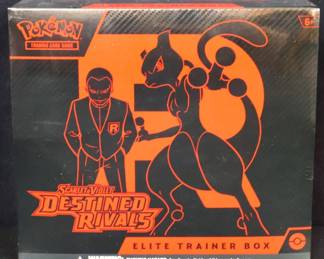 Pokémon
TRADING CARD GAME
6+
R
SCARLET & VIOLET
DESTINED
RIVALS
ELITE TRAINER BOX
WARNING: